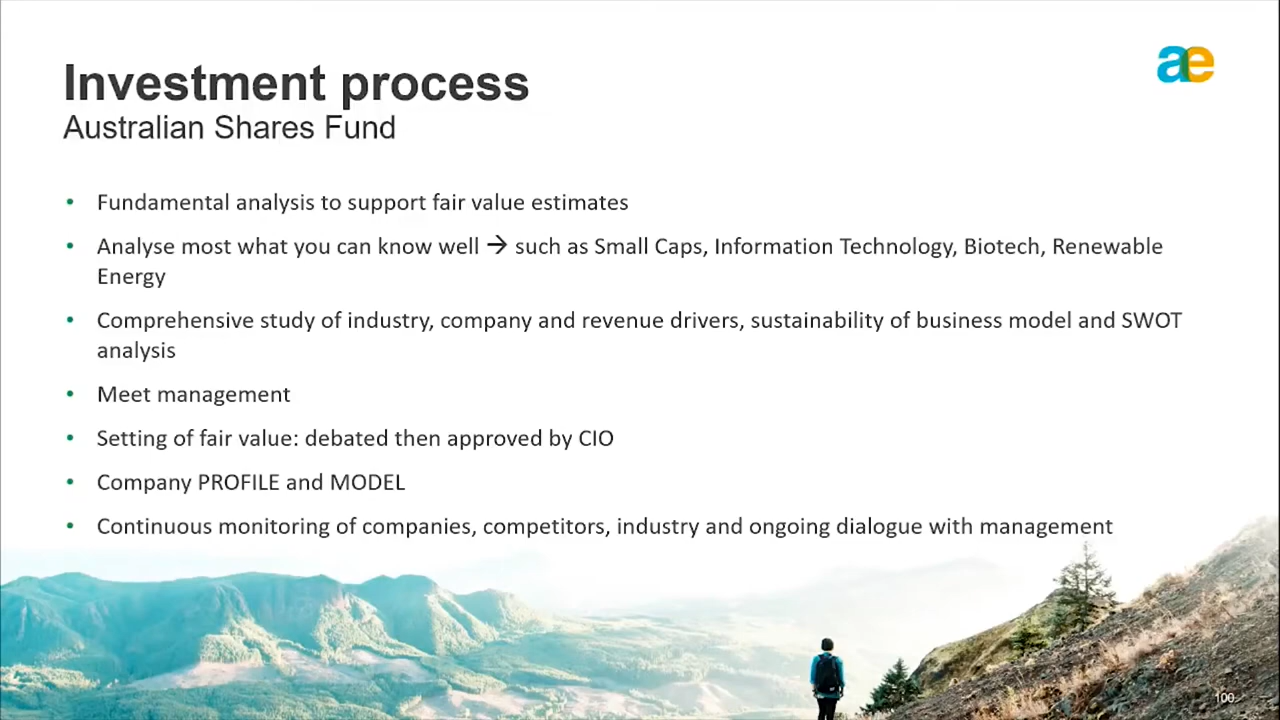 ae
Investment process
Australian Shares Fund
• Fundamental analysis to support fair value estimates
• Analyse most what you can know well → such as Small Caps, Information Technology, Biotech, Renewable
Energy
• Comprehensive study of industry, company and revenue drivers, sustainability of business model and SWOT
analysis
• Meet management
• Setting of fair value: debated then approved by CIO
• Company PROFILE and MODEL
• Continuous monitoring of companies, competitors, industry and ongoing dialogue with management
100